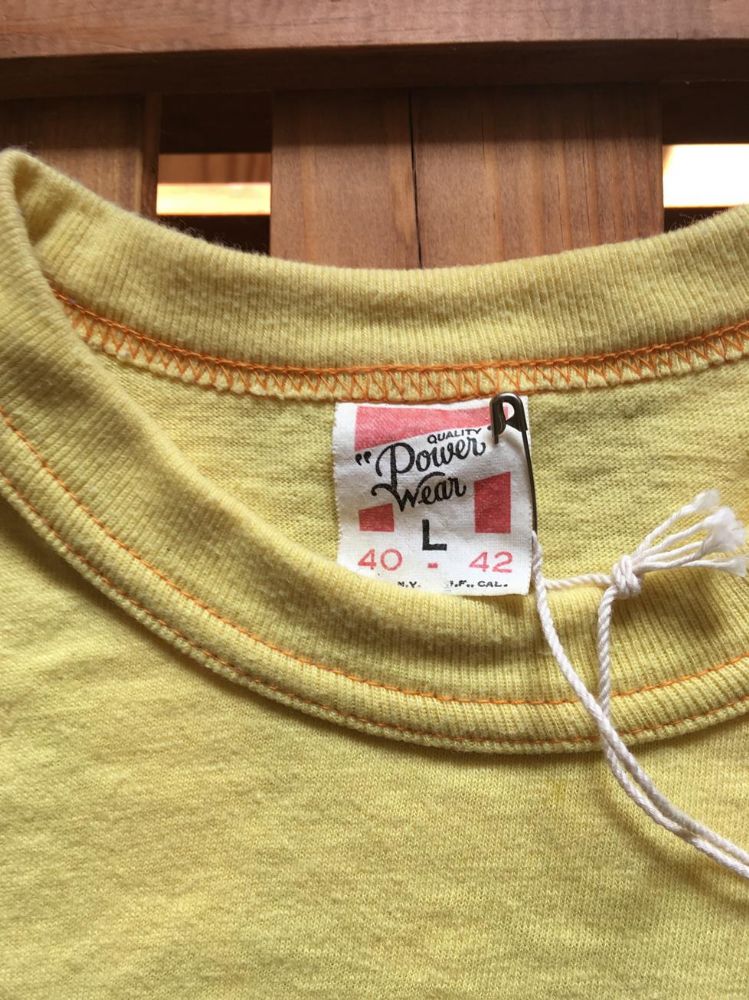 QUALITY
"Power
Wear
L
40 - 42
N.Y. .F., CAL.